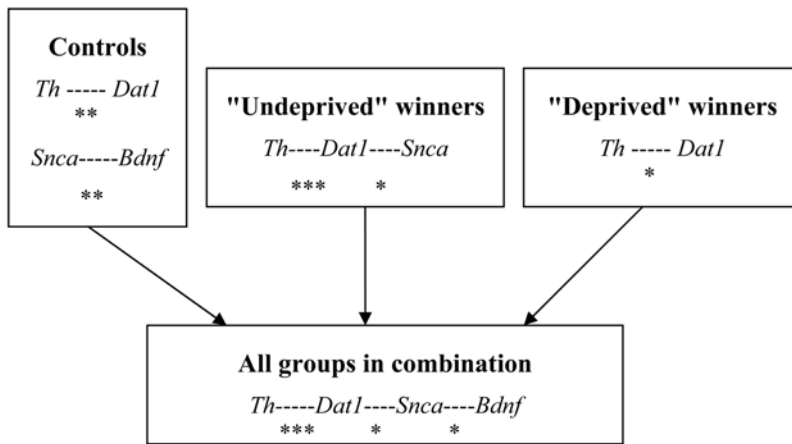 Controls
Th ----- Dat1
**
Snca-----Bdnf
**
"Undeprived" winners
Th----Dat1----Snca
*** *
"Deprived" winners
Th ----- Dat1
*
All groups in combination
Th-----Dat1----Snca----Bdnf
*** * *